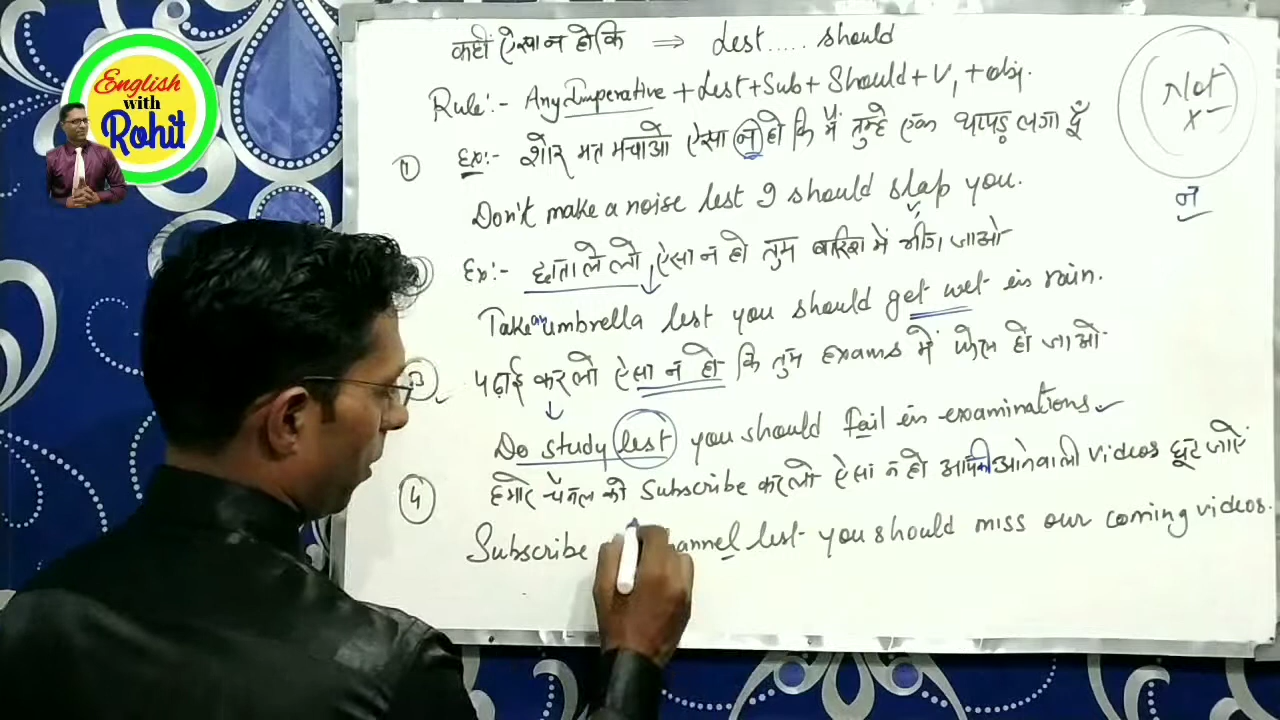 English
with
Rohit
कहीं ऐसा न हो कि ⇒ Lest ..... should
Rule:- Any Imperative + Lest + Sub + Should + V1 + obj.
(Not
×
न
① Ex:- शोर मत मचाओ ऐसा न हो कि मैं तुम्हे एक थप्पड़ लगा दूँ
Don't make a noise lest I should slap you.
Ex:- छाता ले लो, ऐसा न हो तुम बारिश में भीग जाओ
Take an umbrella lest you should get wet in rain.
③ पढ़ाई कर लो ऐसा न हो कि तुम exams में फेल हो जाओ
Do study lest you should fail in examinations.
④ हमारे चैनल को Subscribe कर लो ऐसा न हो आपकी आनेवाली videos छूट जाएं
Subscribe lest you should miss our coming videos.